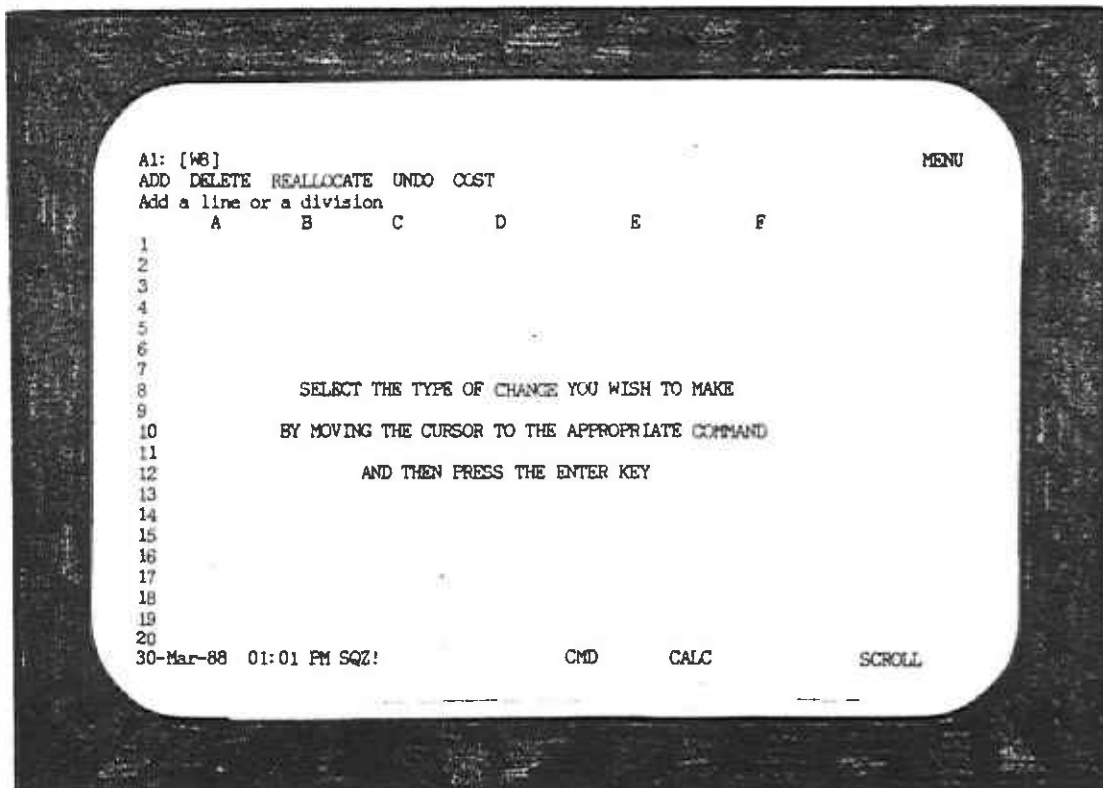 A1: [W8] MENU
ADD DELETE REALLOCATE UNDO COST
Add a line or a division
A B C D E F
1
2
3
4
5
6
7
8 SELECT THE TYPE OF CHANGE YOU WISH TO MAKE
9
10 BY MOVING THE CURSOR TO THE APPROPRIATE COMMAND
11
12 AND THEN PRESS THE ENTER KEY
13
14
15
16
17
18
19
20
30-Mar-88 01:01 PM SQZ! CMD CALC SCROLL